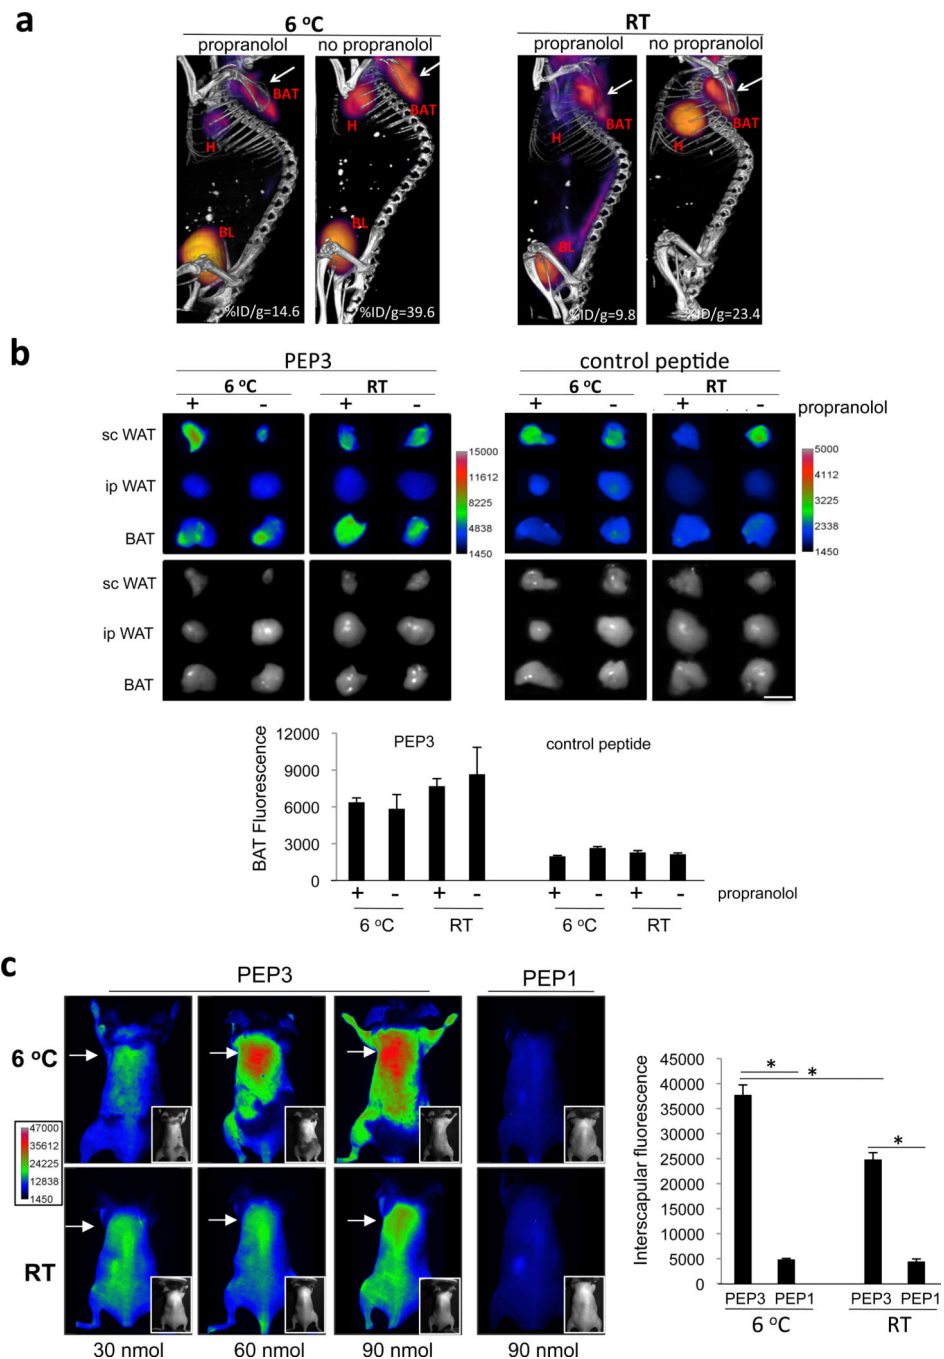 a
6 °C
RT
propranolol
no propranolol
propranolol
no propranolol
BAT
H
BL
%ID/g=14.6
BAT
H
BL
%ID/g=39.6
BAT
H
BL
%ID/g=9.8
BAT
H
%ID/g=23.4
b
PEP3
control peptide
6 °C
RT
6 °C
RT
+ - + - + - + - propranolol
sc WAT
ip WAT
BAT
sc WAT
ip WAT
BAT
15000
11612
8225
4838
1450
5000
4112
3225
2338
1450
BAT Fluorescence
12000
9000
6000
3000
0
PEP3
control peptide
+ - + - + - + - propranolol
6 °C RT 6 °C RT
c
PEP3
PEP1
6 °C
47000
35612
24225
12838
1450
RT
30 nmol
60 nmol
90 nmol
90 nmol
Interscapular fluorescence
45000
40000
35000
30000
25000
20000
15000
10000
5000
0
*
*
*
PEP3 PEP1 PEP3 PEP1
6 °C RT